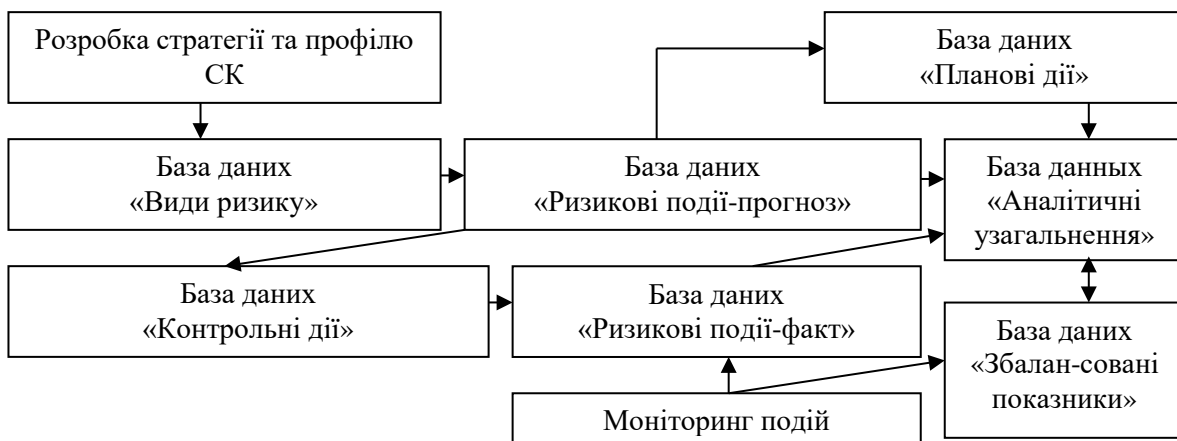 Розробка стратегії та профілю
СК
База даних
«Планові дії»
База даних
«Види ризику»
База даних
«Ризикові події-прогноз»
База данных
«Аналітичні
узагальнення»
База даних
«Контрольні дії»
База даних
«Ризикові події-факт»
База даних
«Збалан-совані
показники»
Моніторинг подій